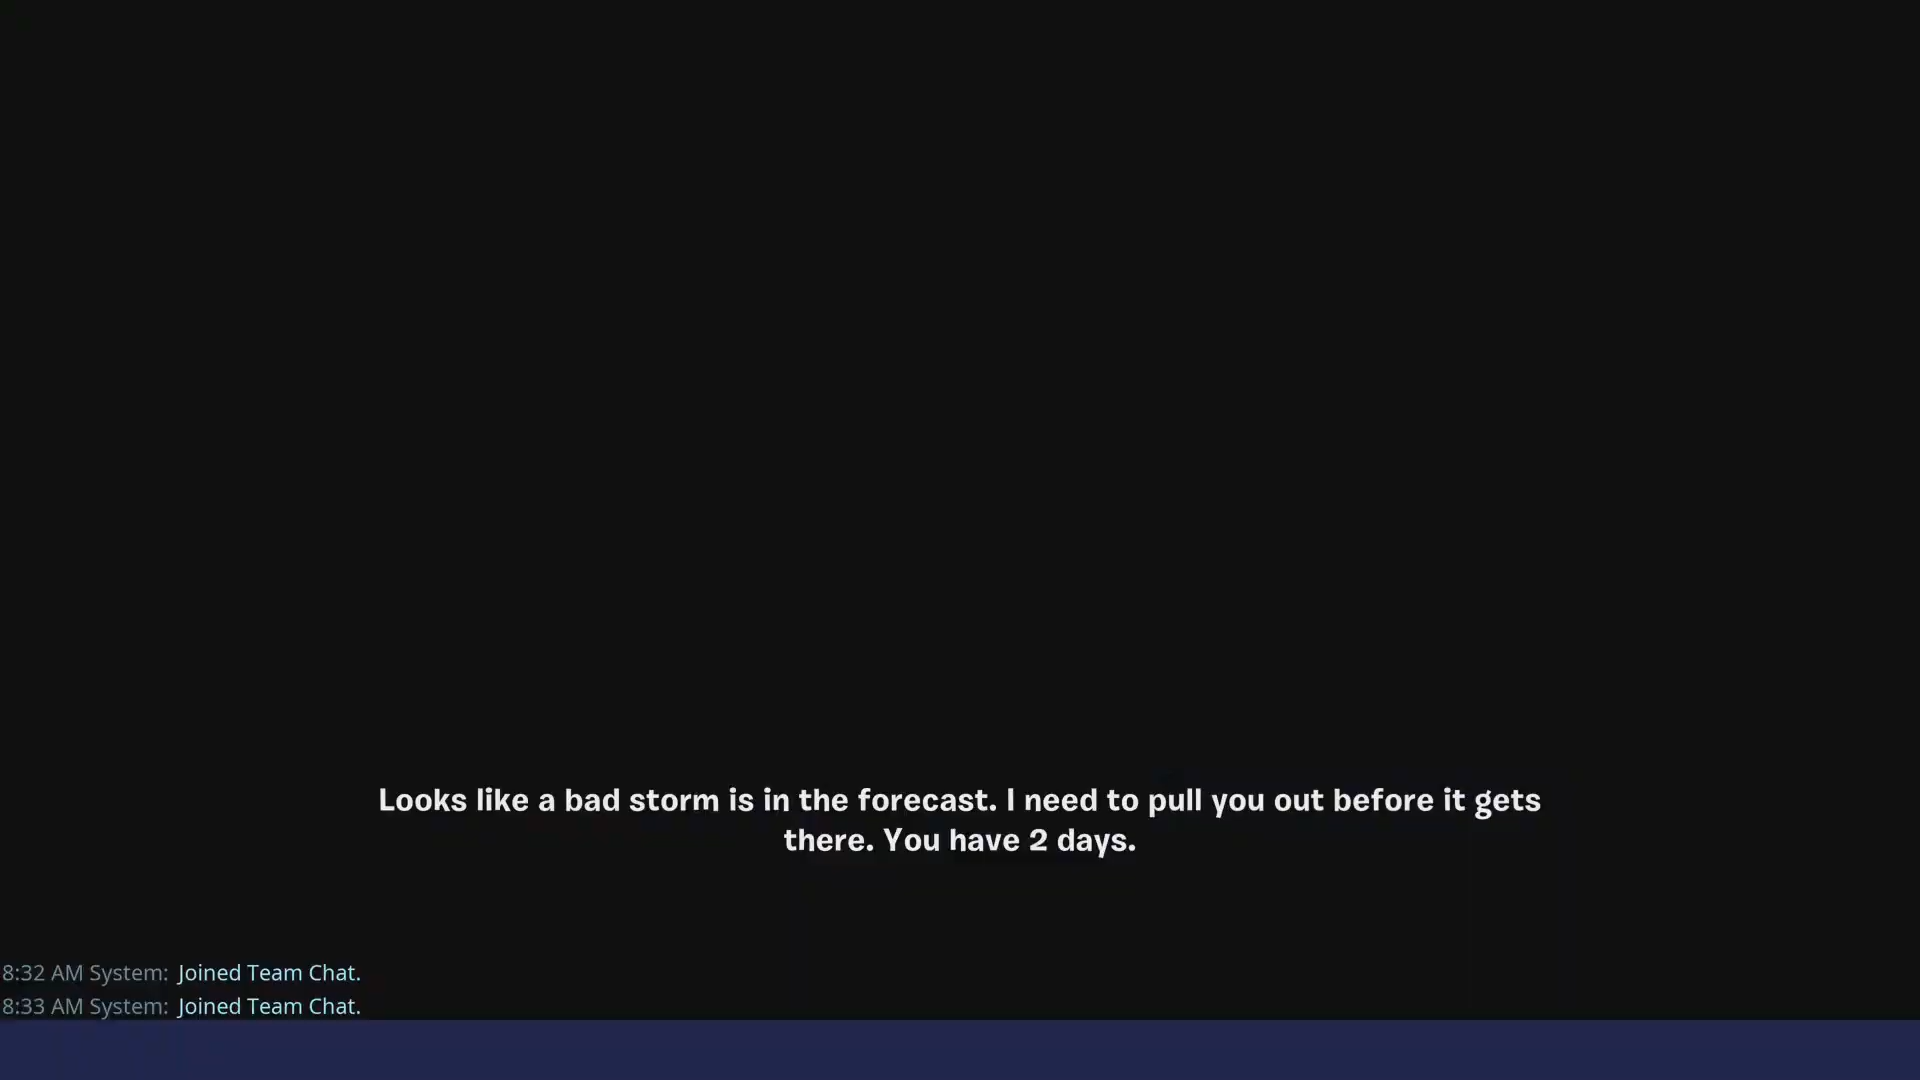 Looks like a bad storm is in the forecast. I need to pull you out before it gets
there. You have 2 days.
8:32 AM System: Joined Team Chat.
8:33 AM System: Joined Team Chat.